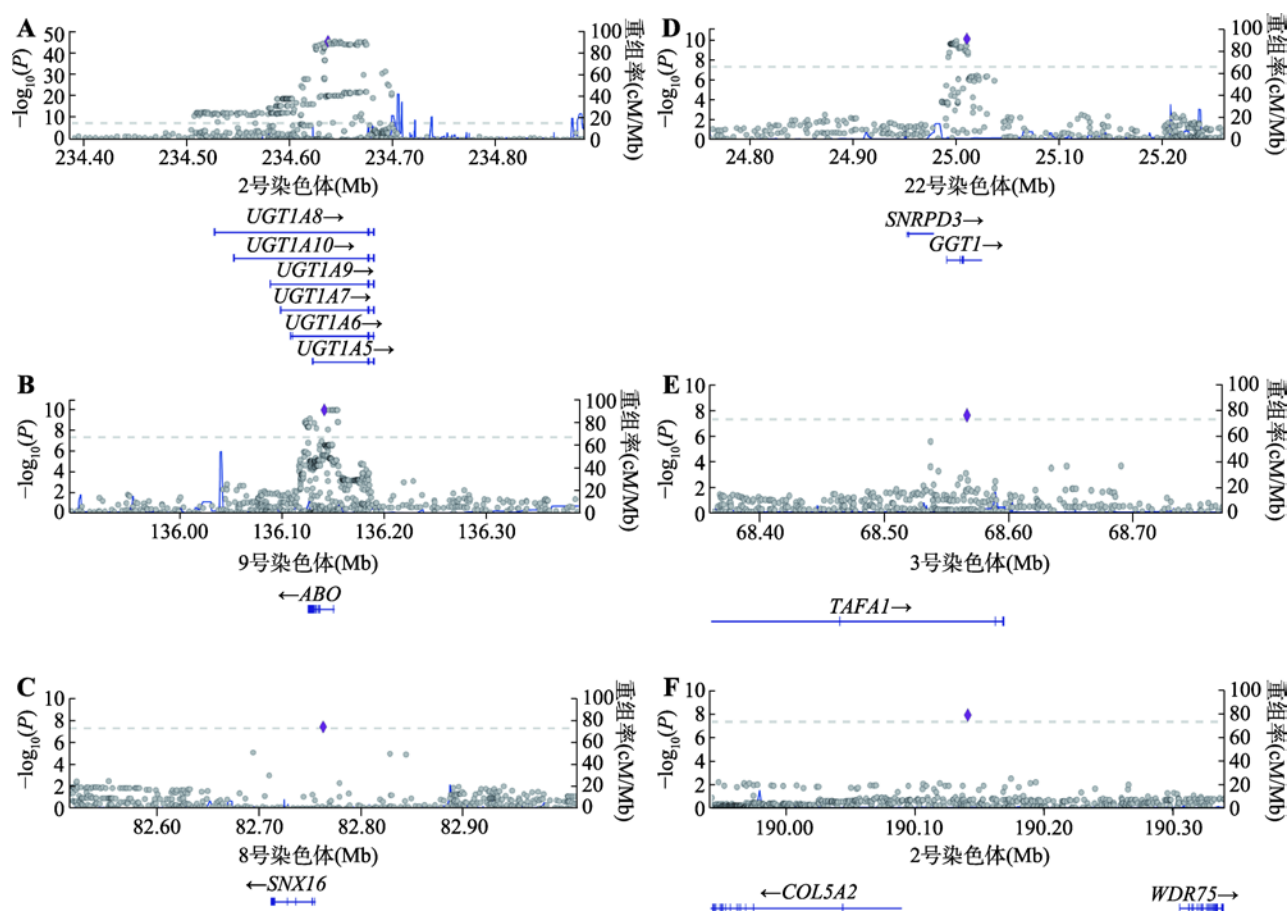 A
−log₁₀(P)
50
40
30
20
10
0
100
80
60
40
20
0
重组率(cM/Mb)
234.40 234.50 234.60 234.70 234.80
2号染色体(Mb)
UGT1A8→
UGT1A10→
UGT1A9→
UGT1A7→
UGT1A6→
UGT1A5→
B
−log₁₀(P)
10
8
6
4
2
0
100
80
60
40
20
0
重组率(cM/Mb)
136.00 136.10 136.20 136.30
9号染色体(Mb)
←ABO
C
−log₁₀(P)
10
8
6
4
2
0
100
80
60
40
20
0
重组率(cM/Mb)
82.60 82.70 82.80 82.90
8号染色体(Mb)
←SNX16
D
−log₁₀(P)
10
8
6
4
2
0
100
80
60
40
20
0
重组率(cM/Mb)
24.80 24.90 25.00 25.10 25.20
22号染色体(Mb)
SNRPD3→
GGT1→
E
−log₁₀(P)
10
8
6
4
2
0
100
80
60
40
20
0
重组率(cM/Mb)
68.40 68.50 68.60 68.70
3号染色体(Mb)
TAFA1→
F
−log₁₀(P)
10
8
6
4
2
0
100
80
60
40
20
0
重组率(cM/Mb)
190.00 190.10 190.20 190.30
2号染色体(Mb)
←COL5A2
WDR75→